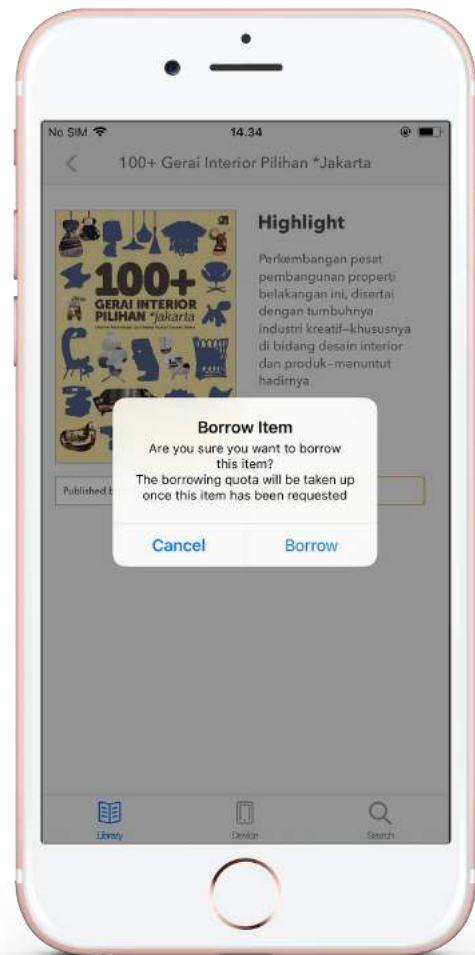 No SIM 14.34
100+ Gerai Interior Pilihan *Jakarta
100+
GERAI INTERIOR
PILIHAN *jakarta
Highlight
Perkembangan pesat
pembangunan properti
belakangan ini, disertai
dengan tumbuhnya
industri kreatif–khususnya
di bidang desain interior
dan produk–menuntut
hadirnya
Borrow Item
Are you sure you want to borrow
this item?
The borrowing quota will be taken up
once this item has been requested
Published b
Cancel Borrow
Library Device Search